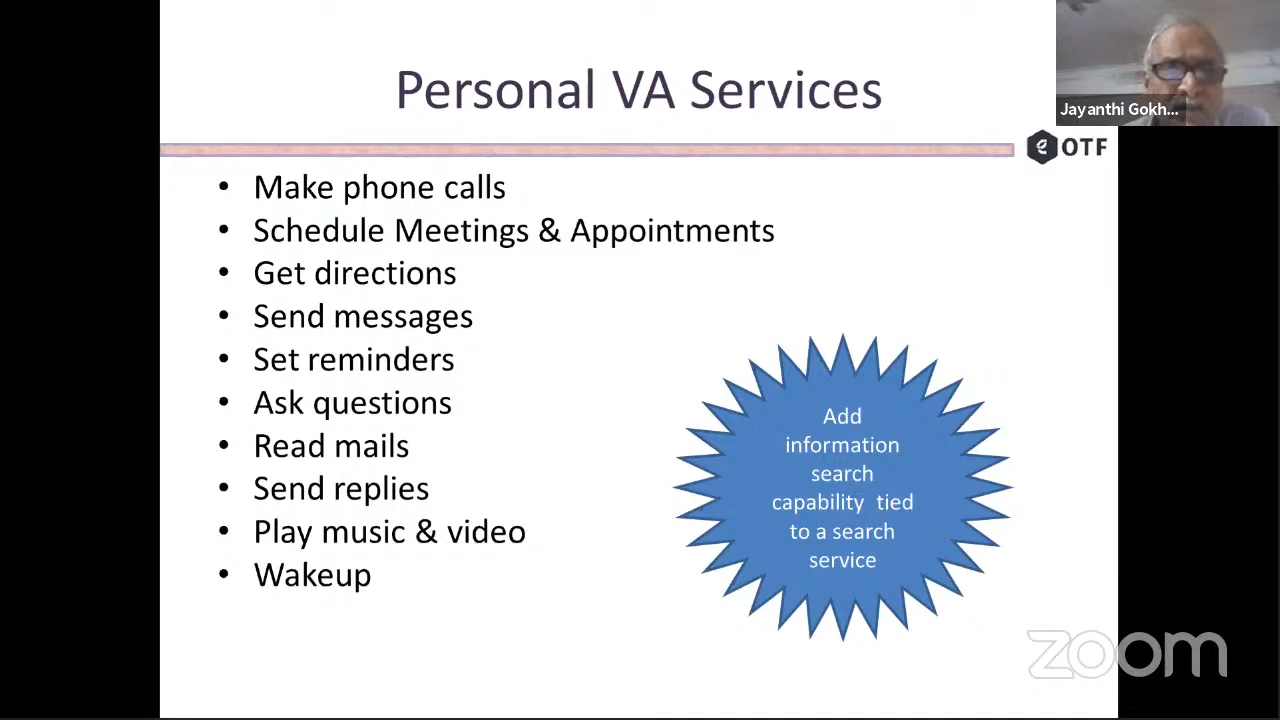 Personal VA Services
Jayanthi Gokh...
OTF
• Make phone calls
• Schedule Meetings & Appointments
• Get directions
• Send messages
• Set reminders
• Ask questions
• Read mails
• Send replies
• Play music & video
• Wakeup
Add
information
search
capability tied
to a search
service
zoom